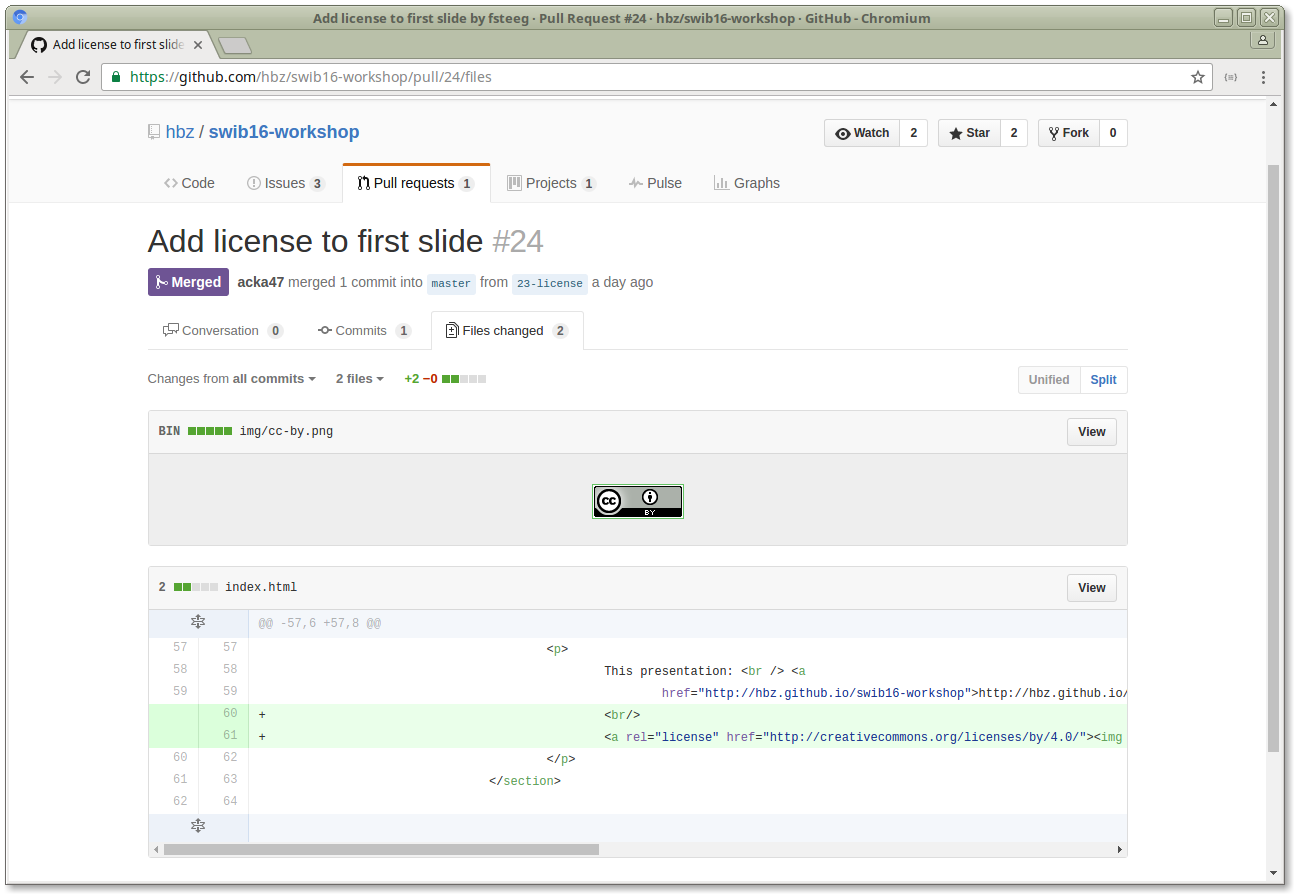 Add license to first slide by fsteeg · Pull Request #24 · hbz/swib16-workshop · GitHub - Chromium
Add license to first slide
https://github.com/hbz/swib16-workshop/pull/24/files
hbz / swib16-workshop
Watch 2 Star 2 Fork 0
Code Issues 3 Pull requests 1 Projects 1 Pulse Graphs
Add license to first slide #24
Merged acka47 merged 1 commit into master from 23-license a day ago
Conversation 0 Commits 1 Files changed 2
Changes from all commits 2 files +2 −0 Unified Split
BIN img/cc-by.png View
cc BY
2 index.html View
@@ -57,6 +57,8 @@
57 57 <p>
58 58 This presentation: <br /> <a
59 59 href="http://hbz.github.io/swib16-workshop">http://hbz.github.io/
60 + <br/>
61 + <a rel="license" href="http://creativecommons.org/licenses/by/4.0/"><img
60 62 </p>
61 63 </section>
62 64